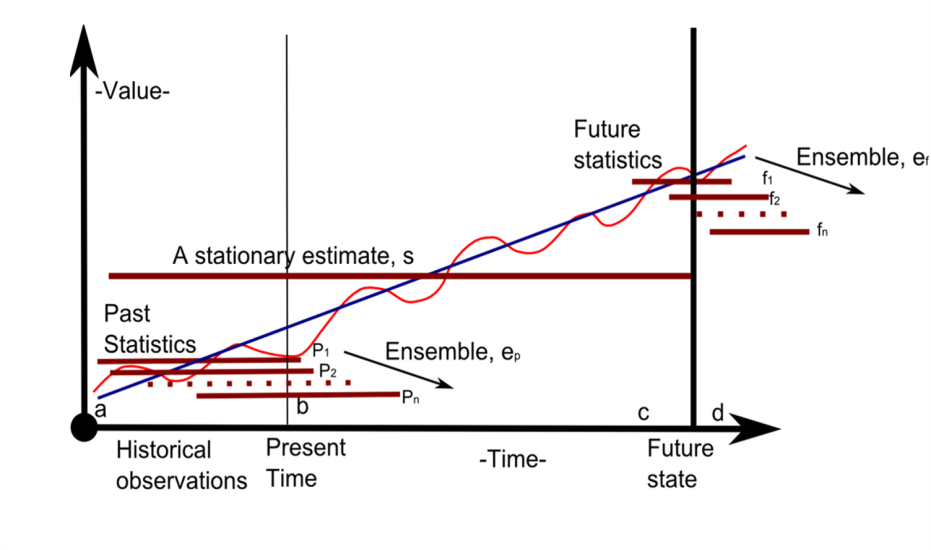 -Value-
Future
statistics
Ensemble, ef
f1
f2
fn
A stationary estimate, s
Past
Statistics
P1
P2
Pn
Ensemble, ep
a
b
c
d
Historical
observations
Present
Time
-Time-
Future
state